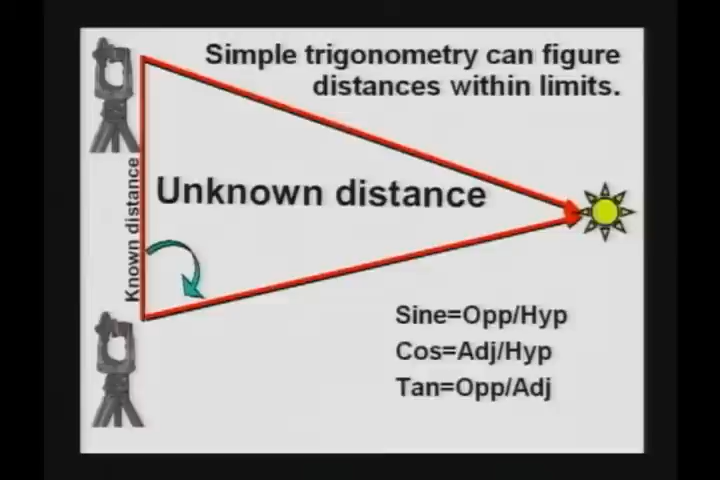 Simple trigonometry can figure
distances within limits.
Known distance
Unknown distance
Sine=Opp/Hyp
Cos=Adj/Hyp
Tan=Opp/Adj